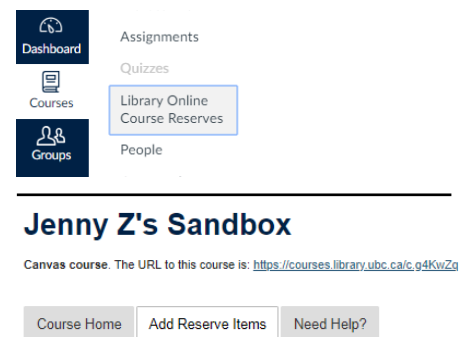 Dashboard
Assignments
Quizzes
Courses
Library Online
Course Reserves
Groups
People
Jenny Z's Sandbox
Canvas course. The URL to this course is: https://courses.library.ubc.ca/c.g4KwZq
Course Home Add Reserve Items Need Help?